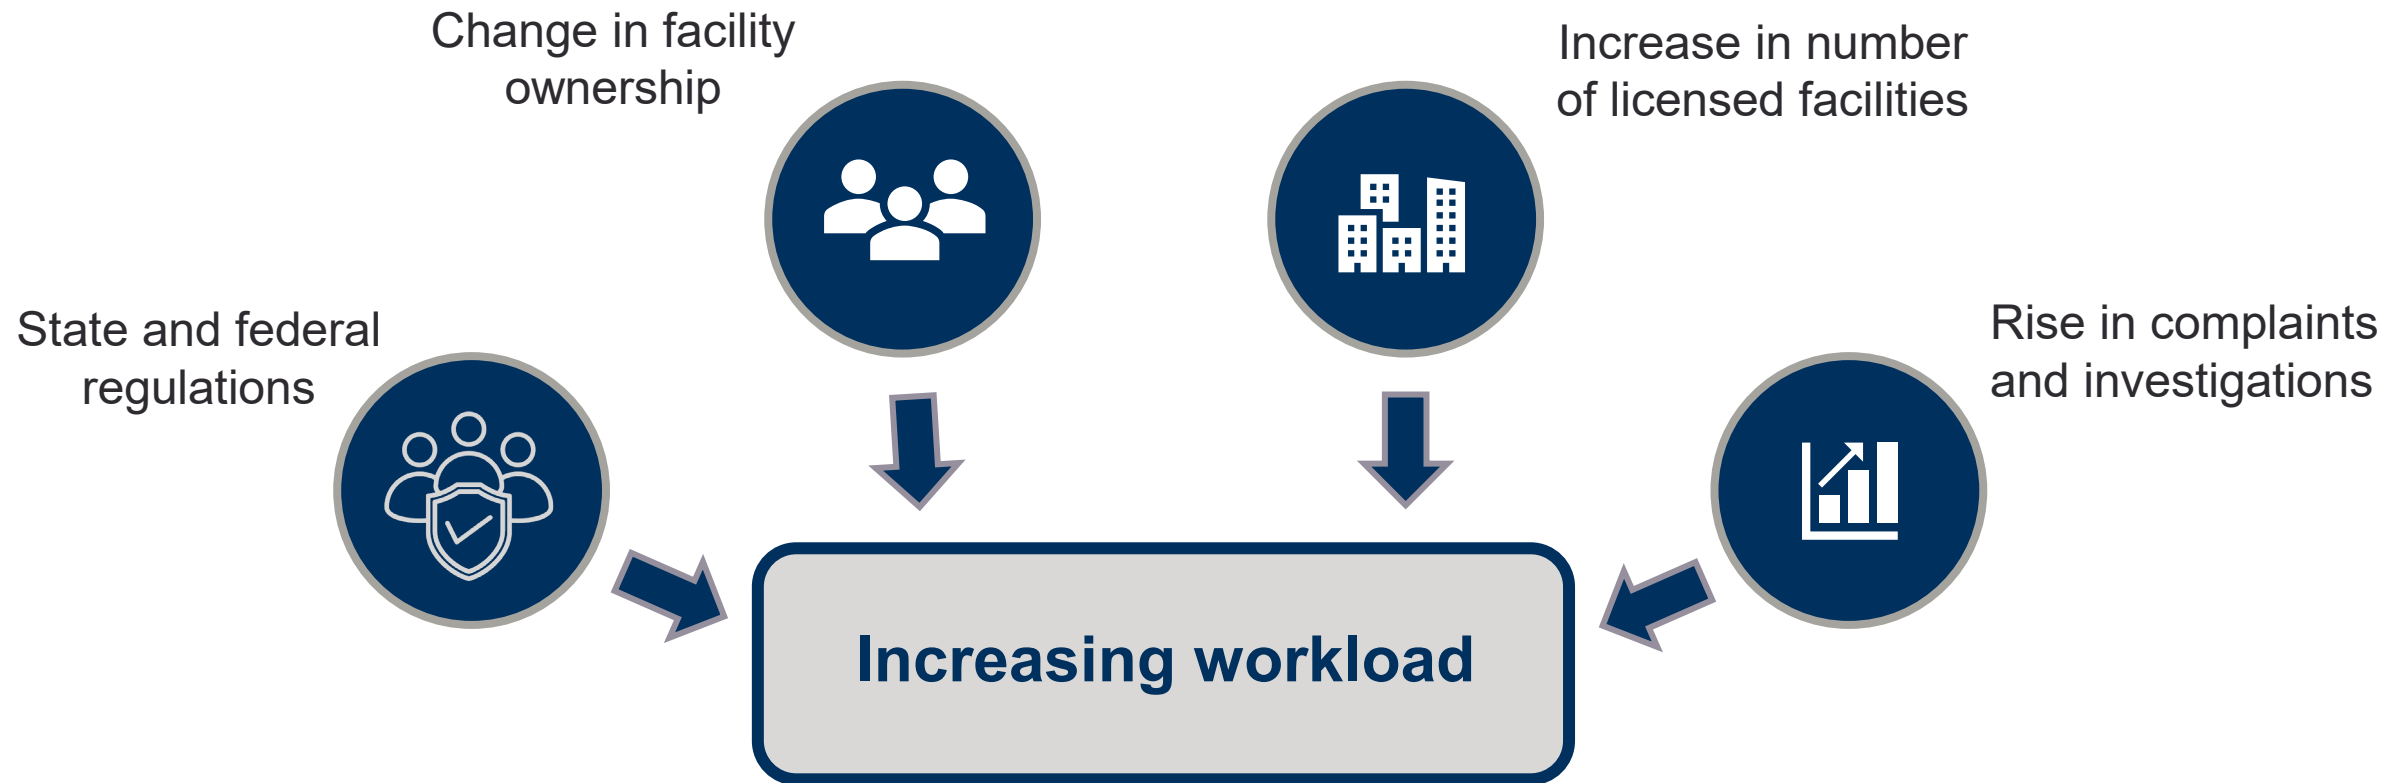 Change in facility
ownership
Increase in number
of licensed facilities
State and federal
regulations
Rise in complaints
and investigations
Increasing workload